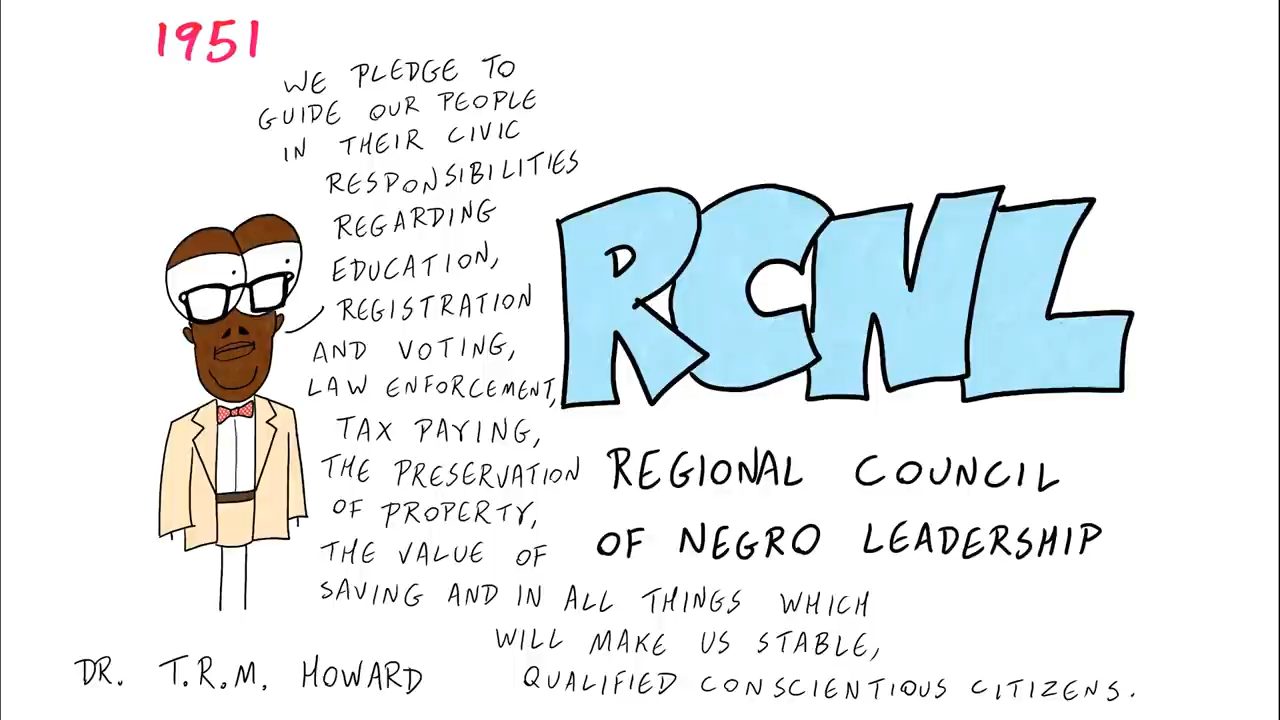 1951
WE PLEDGE TO
GUIDE OUR PEOPLE
IN THEIR CIVIC
RESPONSIBILITIES
REGARDING
EDUCATION,
REGISTRATION
AND VOTING,
LAW ENFORCEMENT,
TAX PAYING,
THE PRESERVATION
OF PROPERTY,
THE VALUE OF
SAVING AND IN ALL THINGS WHICH
WILL MAKE US STABLE,
QUALIFIED CONSCIENTIOUS CITIZENS.
RCNL
REGIONAL COUNCIL
OF NEGRO LEADERSHIP
DR. T.R.M. HOWARD